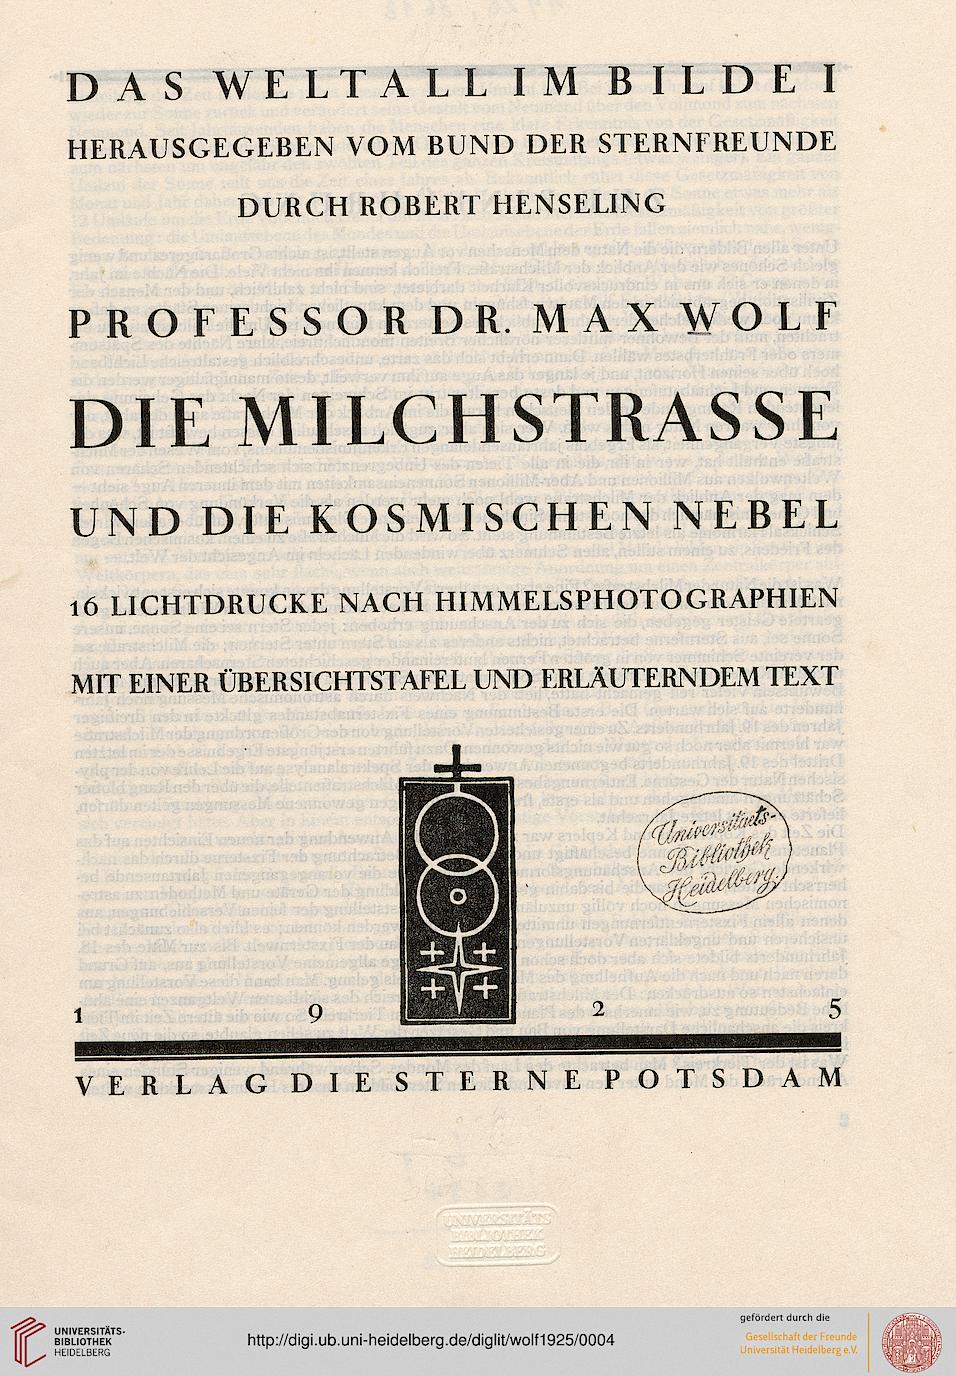 DAS WELTALL IM BILDE I
HERAUSGEGEBEN VOM BUND DER STERNFREUNDE
DURCH ROBERT HENSELING
PROFESSOR DR. MAX WOLF
DIE MILCHSTRASSE
UND DIE KOSMISCHEN NEBEL
16 LICHTDRUCKE NACH HIMMELSPHOTOGRAPHIEN
MIT EINER ÜBERSICHTSTAFEL UND ERLÄUTERNDEM TEXT
Universitaets-
Bibliothek
Heidelberg.
1 9 2 5
VERLAG DIE STERNE POTSDAM
UNIVERSITÄTS
BIBLIOTHEK
HEIDELBERG
UNIVERSITÄTS-
BIBLIOTHEK
HEIDELBERG
http://digi.ub.uni-heidelberg.de/diglit/wolf1925/0004
gefördert durch die
Gesellschaft der Freunde
Universität Heidelberg e.V.